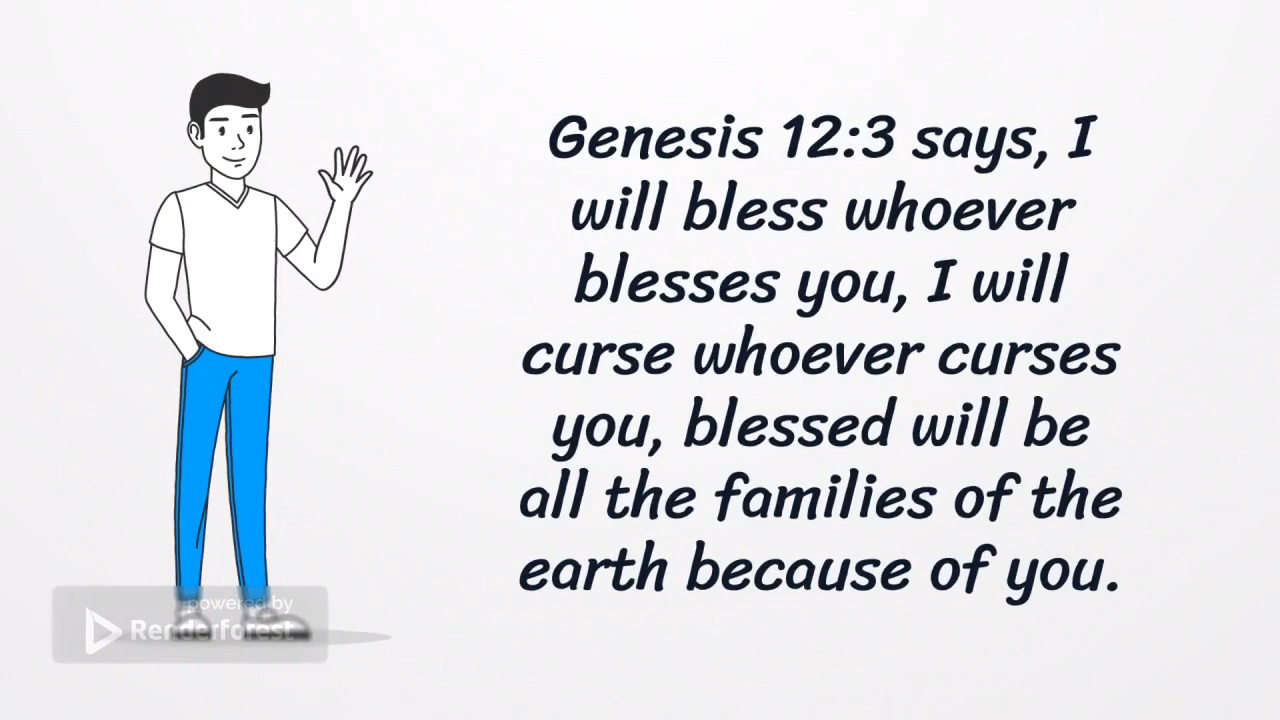 Genesis 12:3 says, I
will bless whoever
blesses you, I will
curse whoever curses
you, blessed will be
all the families of the
earth because of you.
powered by
Renderforest